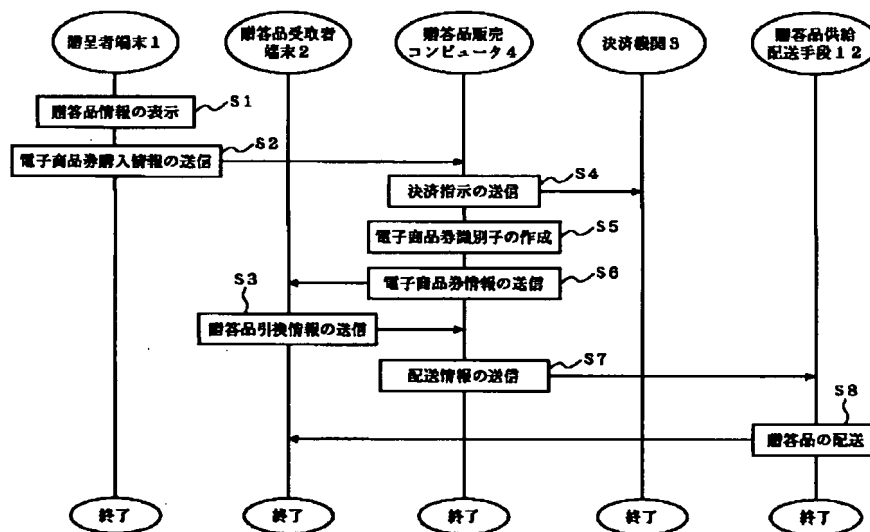 贈呈者端末1
贈答品受取者
端末2
贈答品販売
コンピュータ4
決済機関3
贈答品供給
配送手段12
贈答品情報の表示
S1
電子商品券購入情報の送信
S2
決済指示の送信
S4
電子商品券識別子の作成
S5
電子商品券情報の送信
S6
贈答品引換情報の送信
S3
配送情報の送信
S7
贈答品の配送
S8
終了
終了
終了
終了
終了